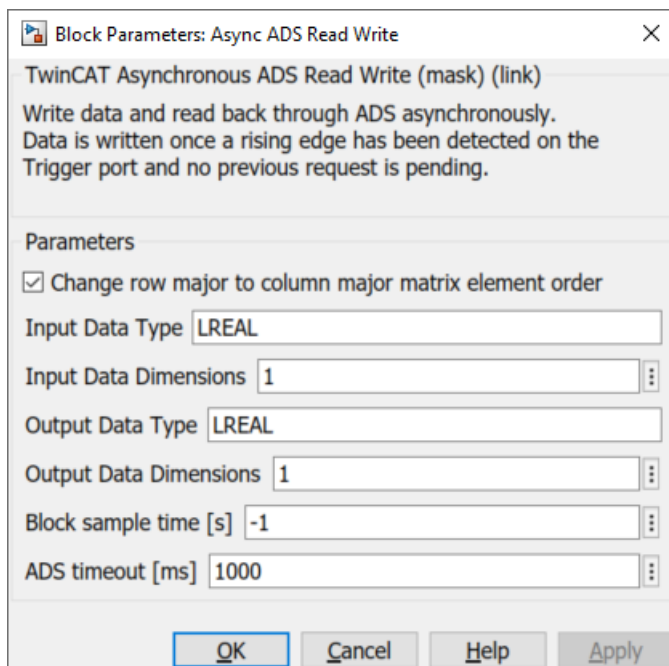 Block Parameters: Async ADS Read Write
TwinCAT Asynchronous ADS Read Write (mask) (link)
Write data and read back through ADS asynchronously.
Data is written once a rising edge has been detected on the
Trigger port and no previous request is pending.
Parameters
Change row major to column major matrix element order
Input Data Type LREAL
Input Data Dimensions 1
Output Data Type LREAL
Output Data Dimensions 1
Block sample time [s] -1
ADS timeout [ms] 1000
OK Cancel Help Apply